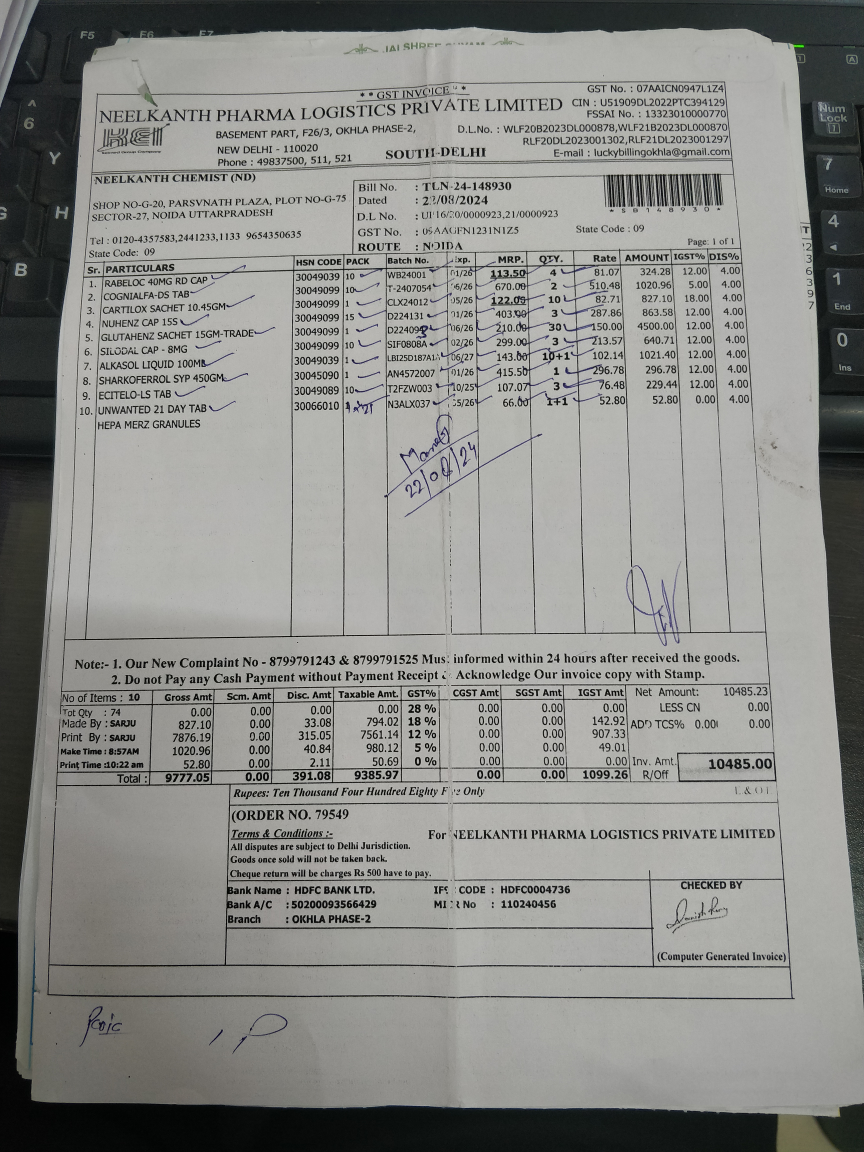 * * GST INVOICE * *
GST No. : 07AAICN0947L1Z4
NEELKANTH PHARMA LOGISTICS PRIVATE LIMITED
CIN : U51909DL2022PTC394129
FSSAI No. : 13323010000770
BASEMENT PART, F26/3, OKHLA PHASE-2,
D.L.No. : WLF20B2023DL000878,WLF21B2023DL000870
NEW DELHI - 110020
RLF20DL2023001302,RLF21DL2023001297
Phone : 49837500, 511, 521
SOUTH-DELHI
E-mail : luckybillingokhla@gmail.com
NEELKANTH CHEMIST (ND)
SHOP NO-G-20, PARSVNATH PLAZA, PLOT NO-G-75
SECTOR-27, NOIDA UTTARPRADESH
Tel : 0120-4357583,2441233,1133 9654350635
State Code: 09
Bill No. : TLN-24-148930
Dated : 22/08/2024
D.L No. : UP16/20/0000923,21/0000923
GST No. : 09AAGFN1231N1Z5 State Code : 09
ROUTE : NOIDA
Page: 1 of 1
Sr. PARTICULARS HSN CODE PACK Batch No. Exp. MRP. QTY. Rate AMOUNT IGST% DIS%
1. RABELOC 40MG RD CAP 30049039 10 WB24001 01/26 113.50 4 81.07 324.28 12.00 4.00
2. COGNIALFA-DS TAB 30049099 10 T-2407054 670.00 2 510.48 1020.96 5.00 4.00
3. CARTILOX SACHET 10.45GM 30049099 1 CLX24012 05/26 122.09 10 82.71 827.10 18.00 4.00
4. NUHENZ CAP 15S 30049099 15 D224131 01/26 403.00 3 287.86 863.58 12.00 4.00
5. GLUTAHENZ SACHET 15GM-TRADE 30049099 1 06/26 210.00 30 150.00 4500.00 12.00 4.00
6. SILODAL CAP - 8MG 30049099 10 SIF0808A 02/26 299.00 3 213.57 640.71 12.00 4.00
7. ALKASOL LIQUID 100ML 30049039 1 LBI25D187A1A 06/27 143.00 10+1 102.14 1021.40 12.00 4.00
8. SHARKOFERROL SYP 450GM 30045090 1 AN4572007 01/26 415.50 1 296.78 296.78 12.00 4.00
9. ECITELO-LS TAB 30049089 10 T2FZW003 10/25 107.07 3 76.48 229.44 12.00 4.00
10. UNWANTED 21 DAY TAB 30066010 N3ALX037 66.00 1+1 52.80 52.80 0.00 4.00
HEPA MERZ GRANULES
22/08/24
Note:- 1. Our New Complaint No - 8799791243 & 8799791525 Must informed within 24 hours after received the goods.
2. Do not Pay any Cash Payment without Payment Receipt & Acknowledge Our invoice copy with Stamp.
No of Items : 10 Gross Amt Scm. Amt Disc. Amt Taxable Amt. GST% CGST Amt SGST Amt IGST Amt Net Amount: 10485.23
Tot Qty : 74 0.00 0.00 0.00 0.00 28 % 0.00 0.00 0.00 LESS CN 0.00
Made By : SARJU 827.10 0.00 33.08 794.02 18 % 0.00 0.00 142.92 ADD TCS% 0.00 0.00
Print By : SARJU 7876.19 0.00 315.05 7561.14 12 % 0.00 0.00 907.33
Make Time : 8:57AM 1020.96 0.00 40.84 980.12 5 % 0.00 0.00 49.01
Print Time :10:22 am 52.80 0.00 2.11 50.69 0 % 0.00 0.00 0.00 Inv. Amt. 10485.00
Total : 9777.05 0.00 391.08 9385.97 0.00 0.00 1099.26 R/Off
Rupees: Ten Thousand Four Hundred Eighty Five Only E & O E
(ORDER NO. 79549
Terms & Conditions :-
For NEELKANTH PHARMA LOGISTICS PRIVATE LIMITED
All disputes are subject to Delhi Jurisdiction.
Goods once sold will not be taken back.
Cheque return will be charges Rs 500 have to pay.
Bank Name : HDFC BANK LTD. IFS CODE : HDFC0004736
Bank A/C : 50200093566429 MICR No : 110240456
Branch : OKHLA PHASE-2
CHECKED BY
(Computer Generated Invoice)
F5 F6 F7
^
6
Y
G H
B
Num
Lock
7
Home
4
1
End
0
Ins